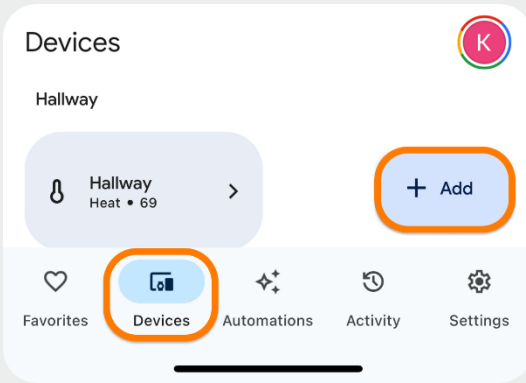 Devices
K
Hallway
Hallway
Heat • 69
+ Add
Favorites
Devices
Automations
Activity
Settings